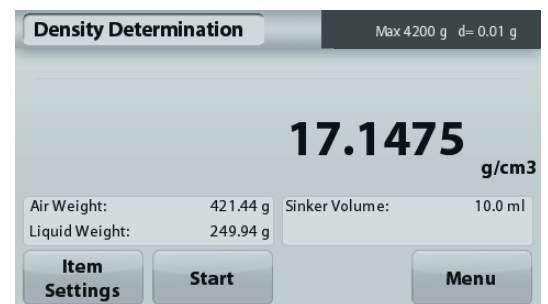 Density Determination
Max 4200 g d= 0.01 g
17.1475
g/cm3
Air Weight: 421.44 g
Liquid Weight: 249.94 g
Sinker Volume: 10.0 ml
Item Settings
Start
Menu